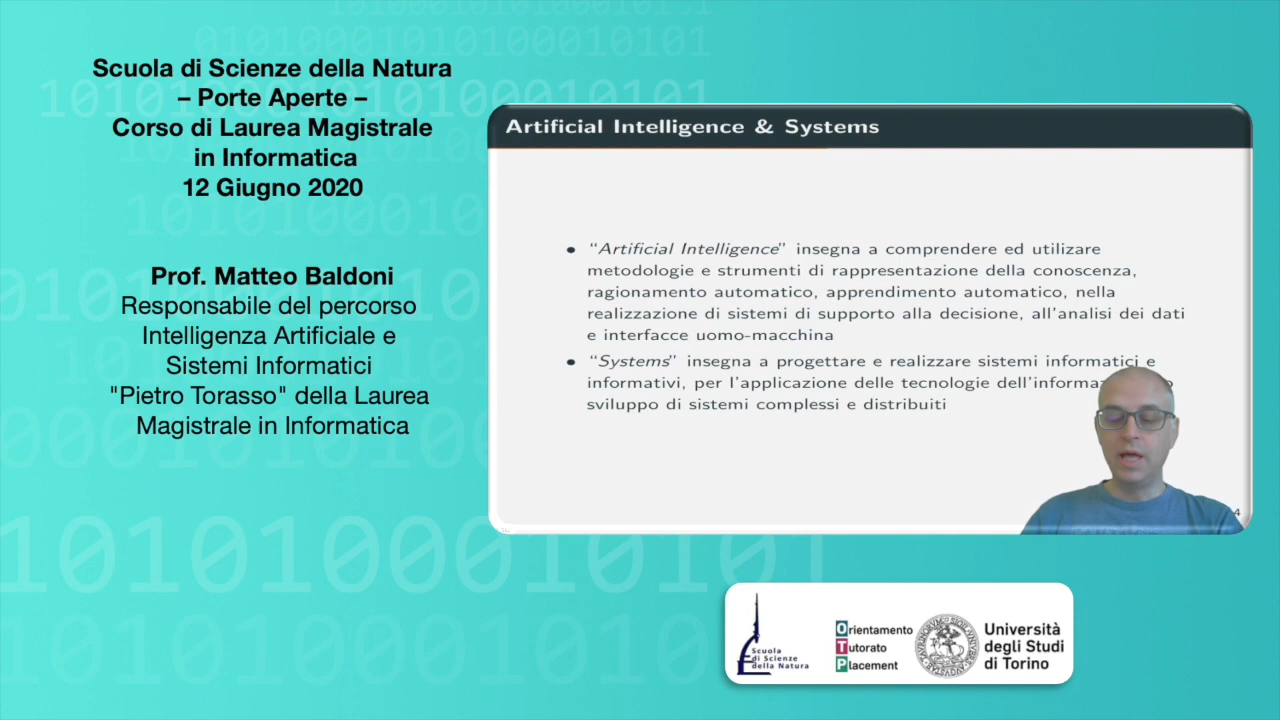 Scuola di Scienze della Natura
– Porte Aperte –
Corso di Laurea Magistrale
in Informatica
12 Giugno 2020
Prof. Matteo Baldoni
Responsabile del percorso
Intelligenza Artificiale e
Sistemi Informatici
"Pietro Torasso" della Laurea
Magistrale in Informatica
Artificial Intelligence & Systems
• “Artificial Intelligence” insegna a comprendere ed utilizare
metodologie e strumenti di rappresentazione della conoscenza,
ragionamento automatico, apprendimento automatico, nella
realizzazione di sistemi di supporto alla decisione, all’analisi dei dati
e interfacce uomo-macchina
• “Systems” insegna a progettare e realizzare sistemi informatici e
informativi, per l’applicazione delle tecnologie dell’
sviluppo di sistemi complessi e distribuiti
4
Scuola
di Scienze
della Natura
Orientamento
Tutorato
Placement
Università
degli Studi
di Torino